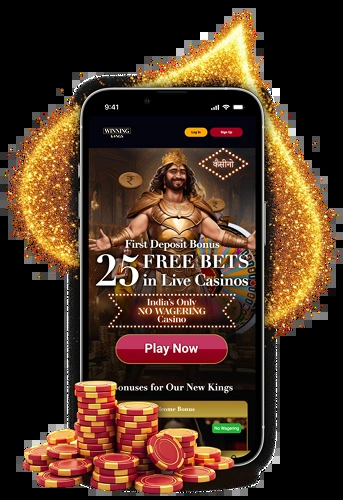 9:41
WINNING
KINGS
Log In
Sign Up
कैसीनो
₹
First Deposit Bonus
25 FREE BETS
in Live Casinos
India's Only
NO WAGERING
Casino
Play Now
Bonuses for Our New Kings
come Bonus
No Wagering